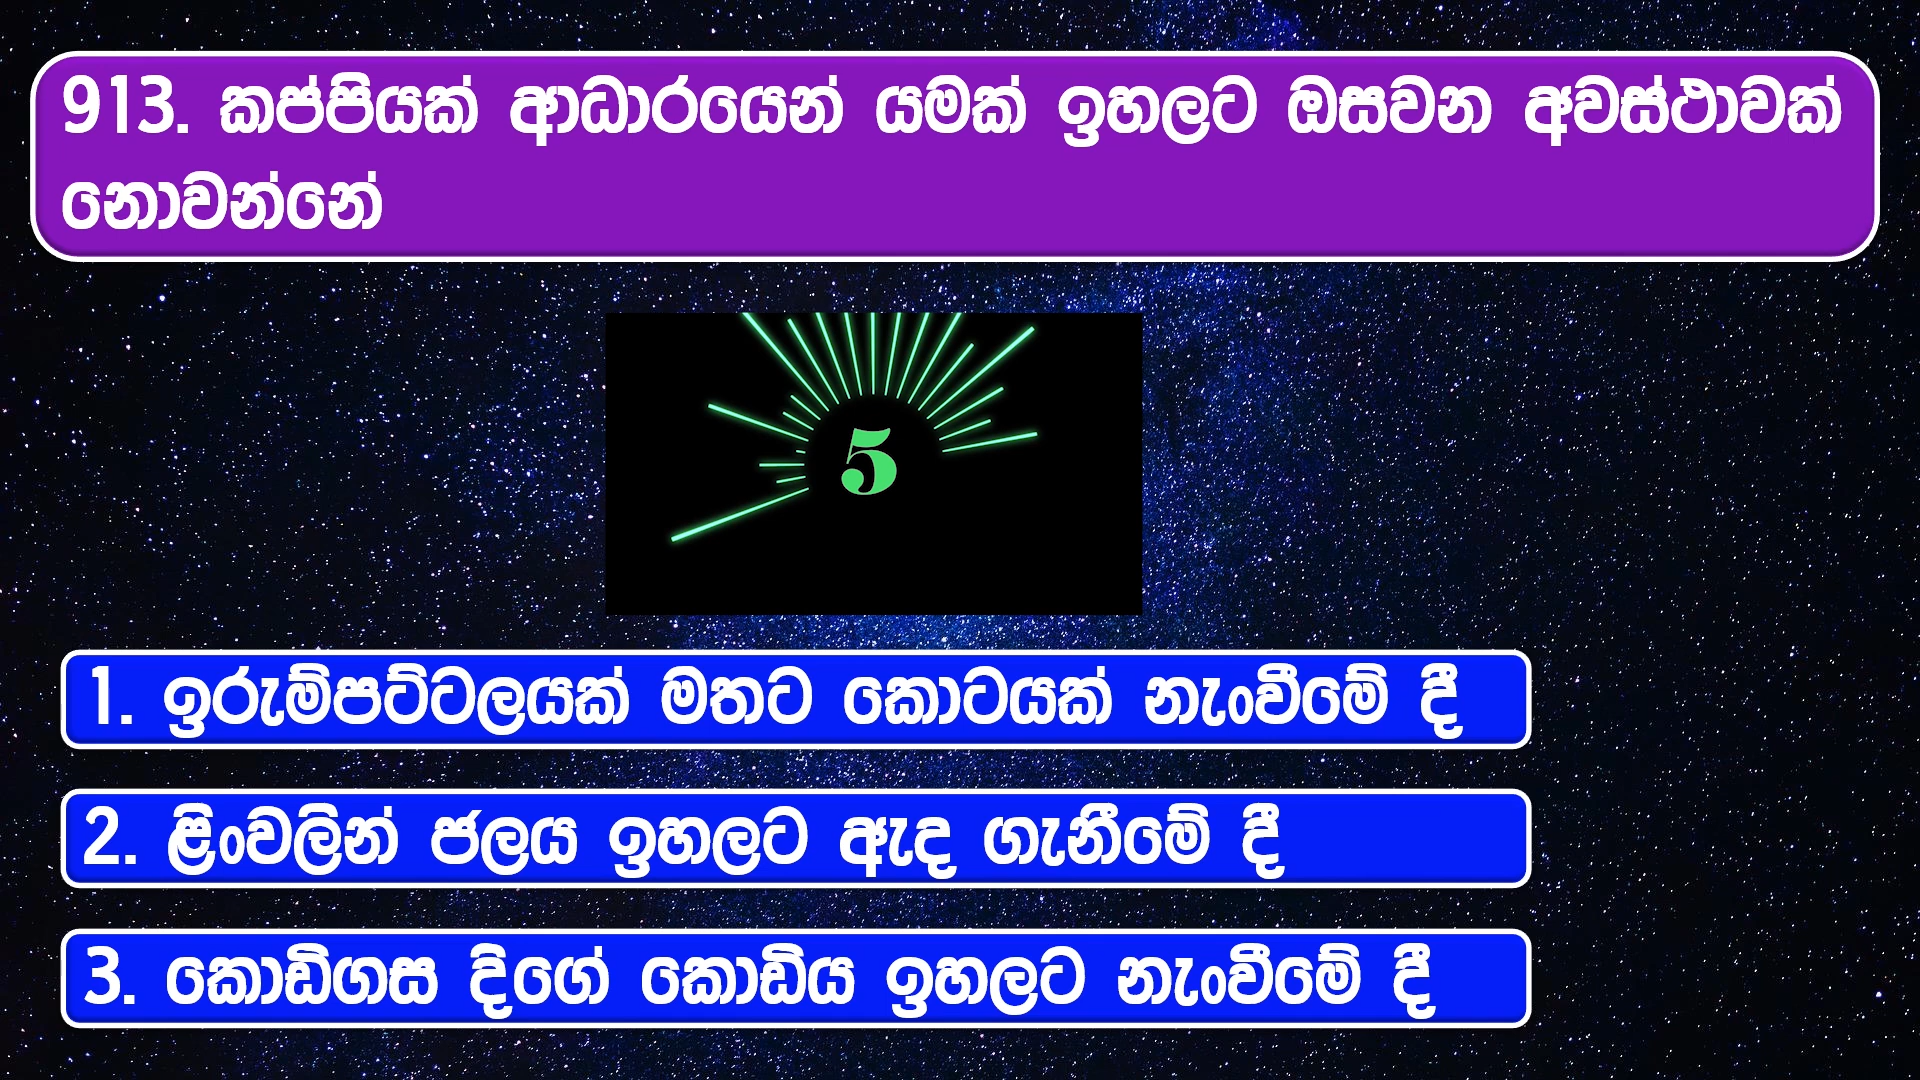 913. කප්පියක් ආධාරයෙන් යමක් ඉහලට ඔසවන අවස්ථාවක්
නොවන්නේ
5
1. ඉරුම්පට්ටලයක් මතට කොටයක් නැංවීමේ දී
2. ළිංවලින් ජලය ඉහලට ඇද ගැනීමේ දී
3. කොඩිගස දිගේ කොඩිය ඉහලට නැංවීමේ දී